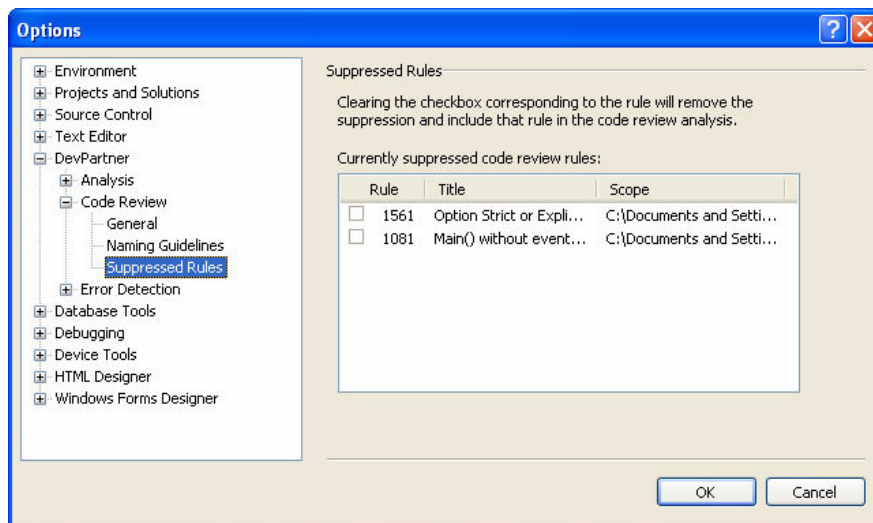 Options
Environment
Projects and Solutions
Source Control
Text Editor
DevPartner
Analysis
Code Review
General
Naming Guidelines
Suppressed Rules
Error Detection
Database Tools
Debugging
Device Tools
HTML Designer
Windows Forms Designer
Suppressed Rules
Clearing the checkbox corresponding to the rule will remove the
suppression and include that rule in the code review analysis.
Currently suppressed code review rules:
Rule Title Scope
1561 Option Strict or Expli... C:\Documents and Setti...
1081 Main() without event... C:\Documents and Setti...
OK Cancel